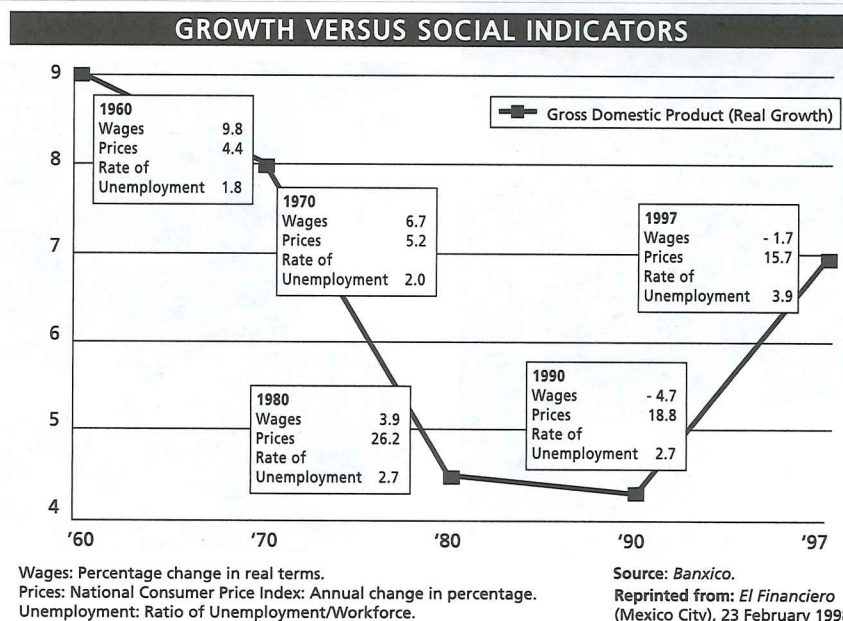 GROWTH VERSUS SOCIAL INDICATORS
9
8
7
6
5
4
Gross Domestic Product (Real Growth)
1960
Wages 9.8
Prices 4.4
Rate of
Unemployment 1.8
1970
Wages 6.7
Prices 5.2
Rate of
Unemployment 2.0
1980
Wages 3.9
Prices 26.2
Rate of
Unemployment 2.7
1990
Wages - 4.7
Prices 18.8
Rate of
Unemployment 2.7
1997
Wages - 1.7
Prices 15.7
Rate of
Unemployment 3.9
'60 '70 '80 '90 '97
Wages: Percentage change in real terms.
Prices: National Consumer Price Index: Annual change in percentage.
Unemployment: Ratio of Unemployment/Workforce.
Source: Banxico.
Reprinted from: El Financiero
(Mexico City), 23 February